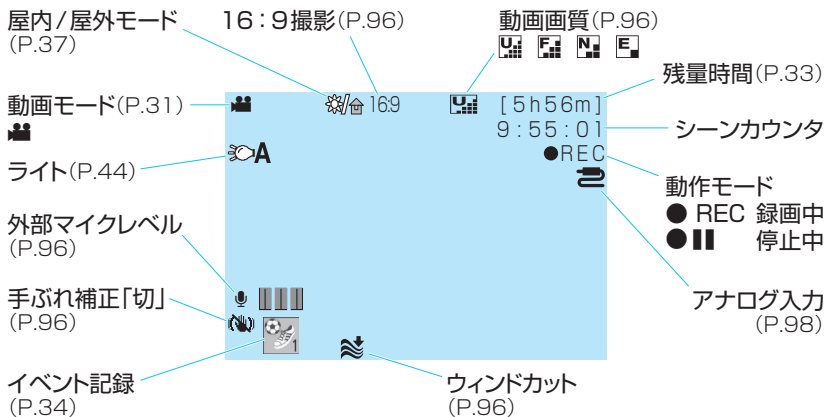 屋内/屋外モード
(P.37)
16:9撮影(P.96)
動画画質(P.96)
U F N E
残量時間(P.33)
動画モード(P.31)
16:9
U
[5h56m]
9:55:01
シーンカウンタ
ライト(P.44)
A
●REC
動作モード
● REC 録画中
●❚❚ 停止中
外部マイクレベル
(P.96)
手ぶれ補正「切」
(P.96)
1
アナログ入力
(P.98)
イベント記録
(P.34)
ウィンドカット
(P.96)